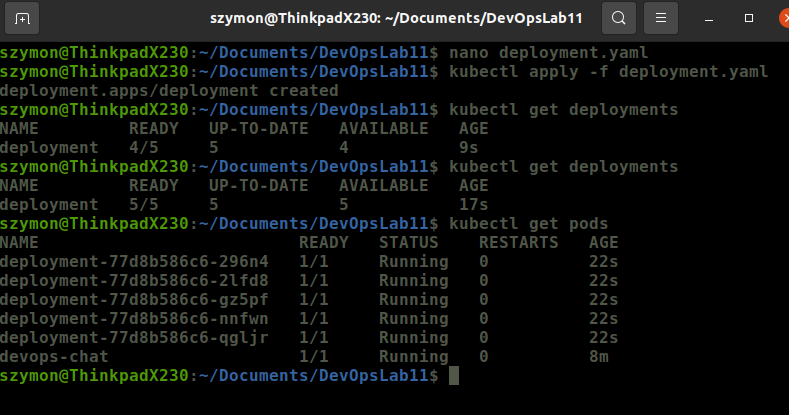 szymon@ThinkpadX230: ~/Documents/DevOpsLab11
szymon@ThinkpadX230:~/Documents/DevOpsLab11$ nano deployment.yaml
szymon@ThinkpadX230:~/Documents/DevOpsLab11$ kubectl apply -f deployment.yaml
deployment.apps/deployment created
szymon@ThinkpadX230:~/Documents/DevOpsLab11$ kubectl get deployments
NAME         READY   UP-TO-DATE   AVAILABLE   AGE
deployment   4/5     5            4           9s
szymon@ThinkpadX230:~/Documents/DevOpsLab11$ kubectl get deployments
NAME         READY   UP-TO-DATE   AVAILABLE   AGE
deployment   5/5     5            5           17s
szymon@ThinkpadX230:~/Documents/DevOpsLab11$ kubectl get pods
NAME                          READY   STATUS    RESTARTS   AGE
deployment-77d8b586c6-296n4   1/1     Running   0          22s
deployment-77d8b586c6-2lfd8   1/1     Running   0          22s
deployment-77d8b586c6-gz5pf   1/1     Running   0          22s
deployment-77d8b586c6-nnfwn   1/1     Running   0          22s
deployment-77d8b586c6-qgljr   1/1     Running   0          22s
devops-chat                   1/1     Running   0          8m
szymon@ThinkpadX230:~/Documents/DevOpsLab11$